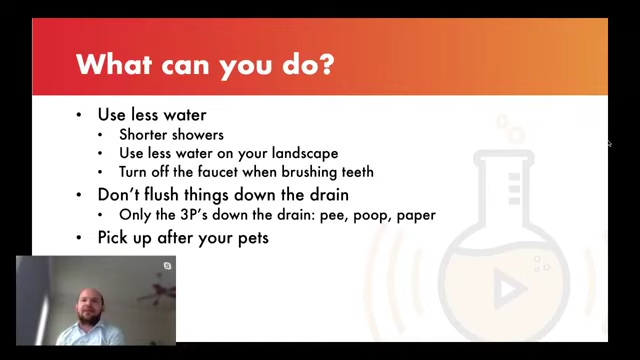 What can you do?
• Use less water
• Shorter showers
• Use less water on your landscape
• Turn off the faucet when brushing teeth
• Don't flush things down the drain
• Only the 3P's down the drain: pee, poop, paper
• Pick up after your pets